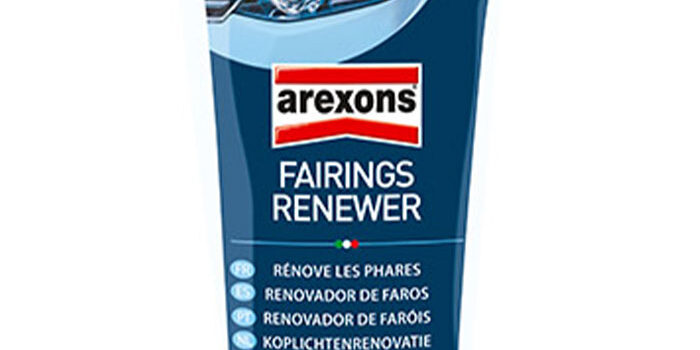 arexons®
FAIRINGS
RENEWER
FR RÉNOVE LES PHARES
ES RENOVADOR DE FAROS
PT RENOVADOR DE FARÓIS
NL KOPLICHTENRENOVATIE